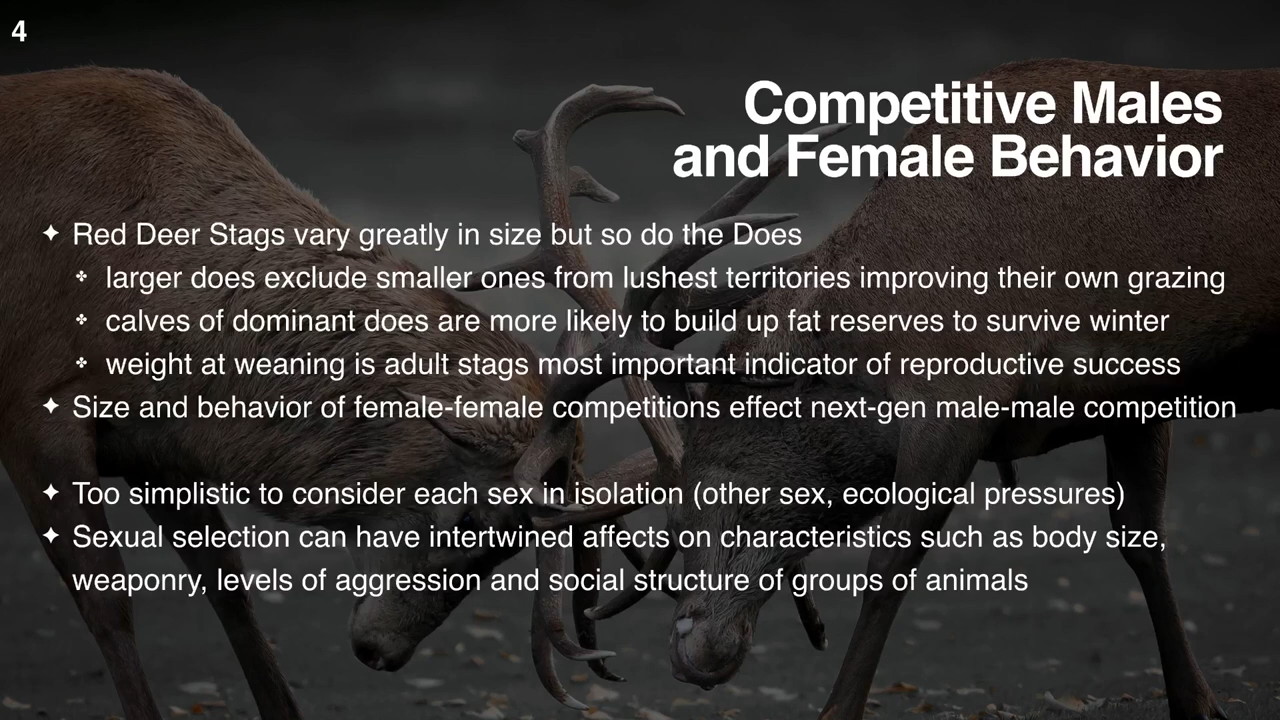 4
Competitive Males
and Female Behavior
✦ Red Deer Stags vary greatly in size but so do the Does
✤ larger does exclude smaller ones from lushest territories improving their own grazing
✤ calves of dominant does are more likely to build up fat reserves to survive winter
✤ weight at weaning is adult stags most important indicator of reproductive success
✦ Size and behavior of female-female competitions effect next-gen male-male competition
✦ Too simplistic to consider each sex in isolation (other sex, ecological pressures)
✦ Sexual selection can have intertwined affects on characteristics such as body size,
weaponry, levels of aggression and social structure of groups of animals